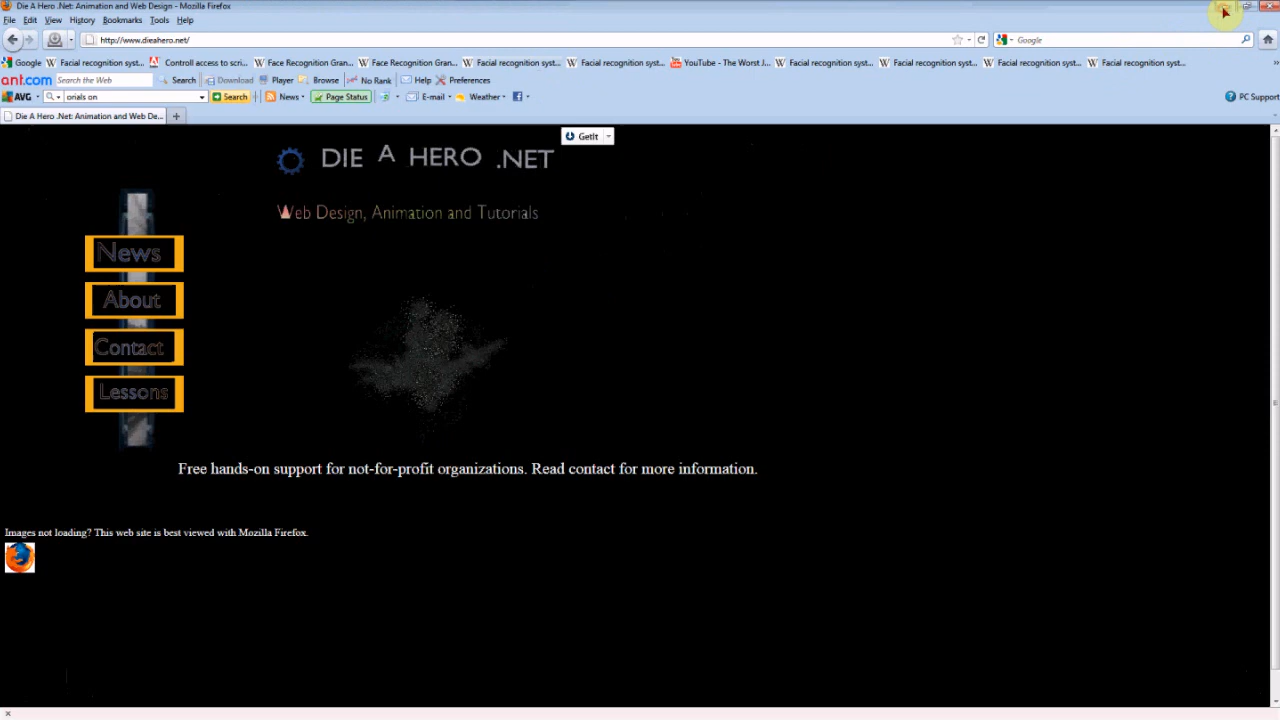 Die A Hero .Net: Animation and Web Design - Mozilla Firefox
File Edit View History Bookmarks Tools Help
http://www.dieahero.net/
Google
Google Facial recognition syst... Controll access to scri... Face Recognition Gran... Face Recognition Gran... Facial recognition syst... Facial recognition syst... YouTube - The Worst J... Facial recognition syst... Facial recognition syst... Facial recognition syst... Facial recognition syst...
ant.com Search the Web Search Download Player Browse No Rank Help Preferences
AVG orials on Search News Page Status E-mail Weather PC Support
Die A Hero .Net: Animation and Web De...
GetIt
DIE A HERO .NET
Web Design, Animation and Tutorials
News
About
Contact
Lessons
Free hands-on support for not-for-profit organizations. Read contact for more information.
Images not loading? This web site is best viewed with Mozilla Firefox.